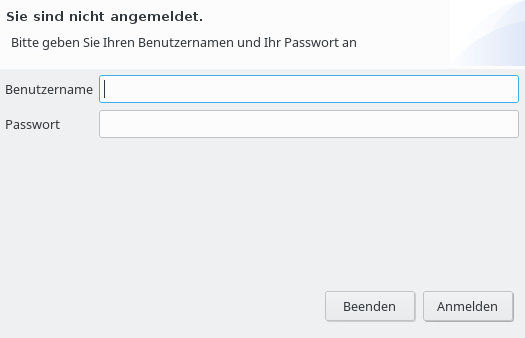 Sie sind nicht angemeldet.
Bitte geben Sie Ihren Benutzernamen und Ihr Passwort an
Benutzername
Passwort
Beenden Anmelden